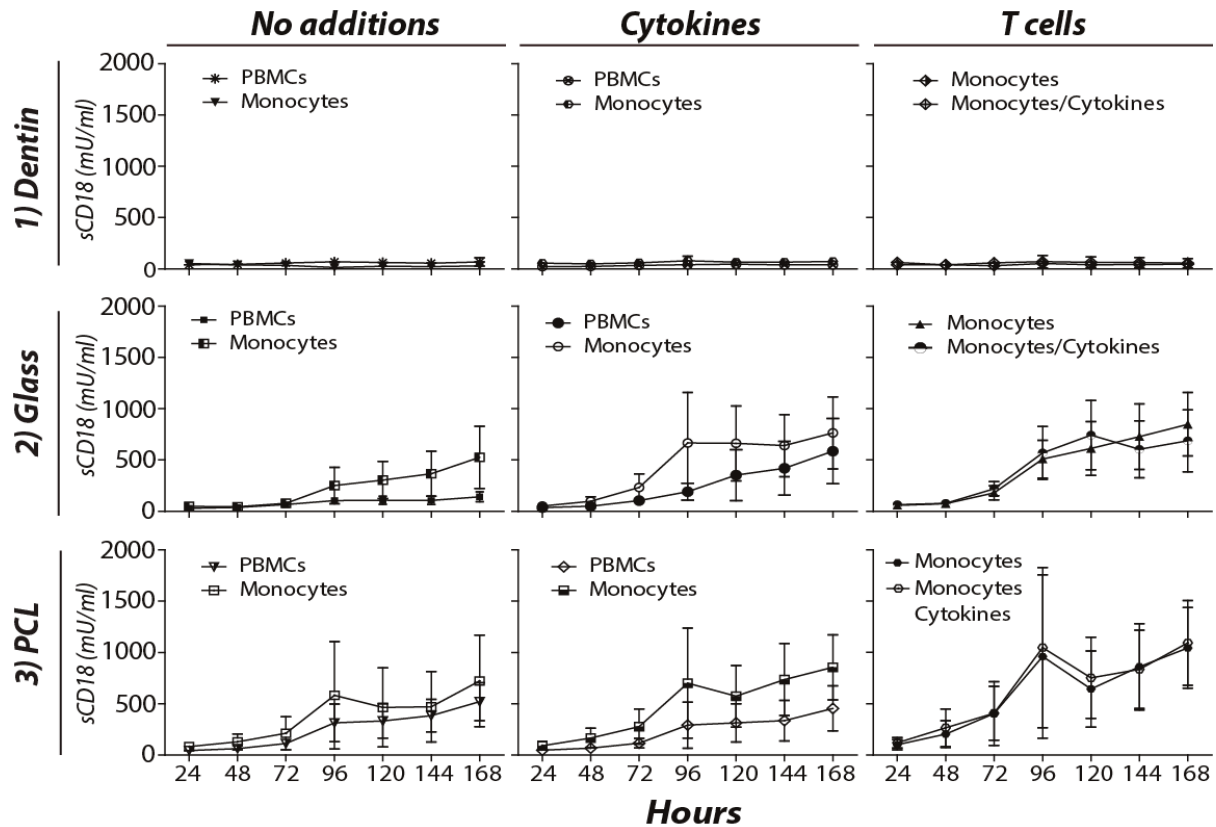 No additions
Cytokines
T cells
1) Dentin
sCD18 (mU/ml)
2000
1500
1000
500
0
PBMCs
Monocytes
PBMCs
Monocytes
Monocytes
Monocytes/Cytokines
2) Glass
sCD18 (mU/ml)
2000
1500
1000
500
0
PBMCs
Monocytes
PBMCs
Monocytes
Monocytes
Monocytes/Cytokines
3) PCL
sCD18 (mU/ml)
2000
1500
1000
500
0
PBMCs
Monocytes
PBMCs
Monocytes
Monocytes
Monocytes
Cytokines
24 48 72 96 120 144 168
24 48 72 96 120 144 168
24 48 72 96 120 144 168
Hours